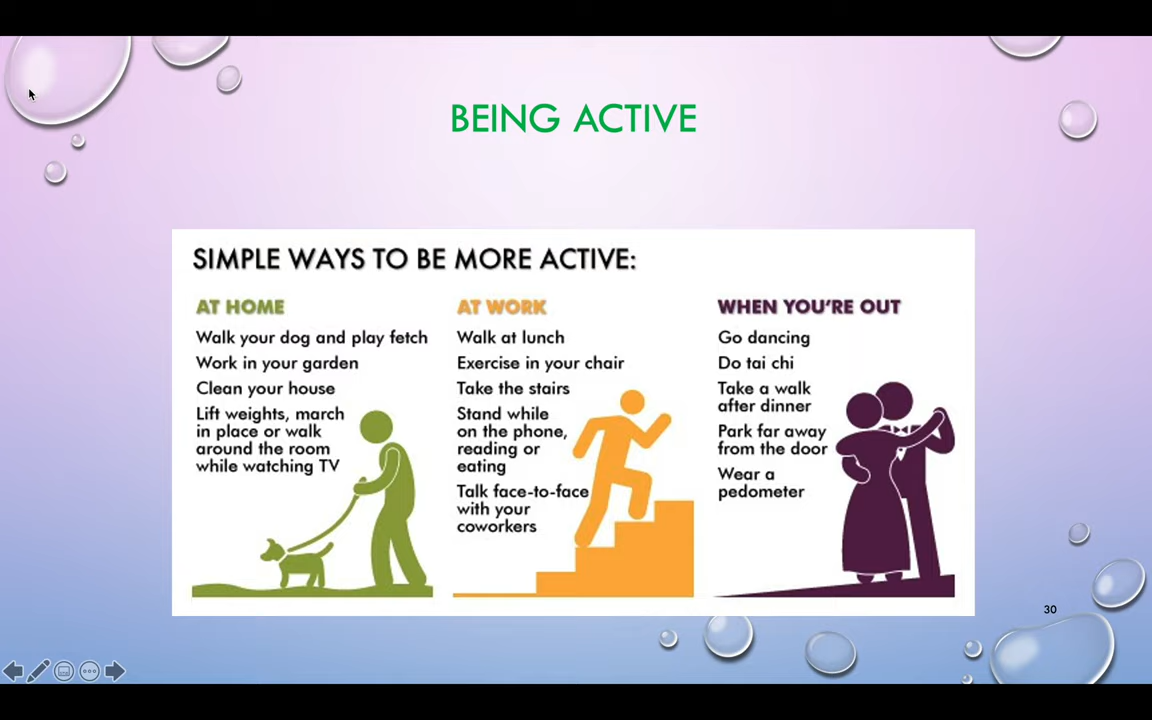 BEING ACTIVE
SIMPLE WAYS TO BE MORE ACTIVE:
AT HOME
Walk your dog and play fetch
Work in your garden
Clean your house
Lift weights, march
in place or walk
around the room
while watching TV
AT WORK
Walk at lunch
Exercise in your chair
Take the stairs
Stand while
on the phone,
reading or
eating
Talk face-to-face
with your
coworkers
WHEN YOU'RE OUT
Go dancing
Do tai chi
Take a walk
after dinner
Park far away
from the door
Wear a
pedometer
30